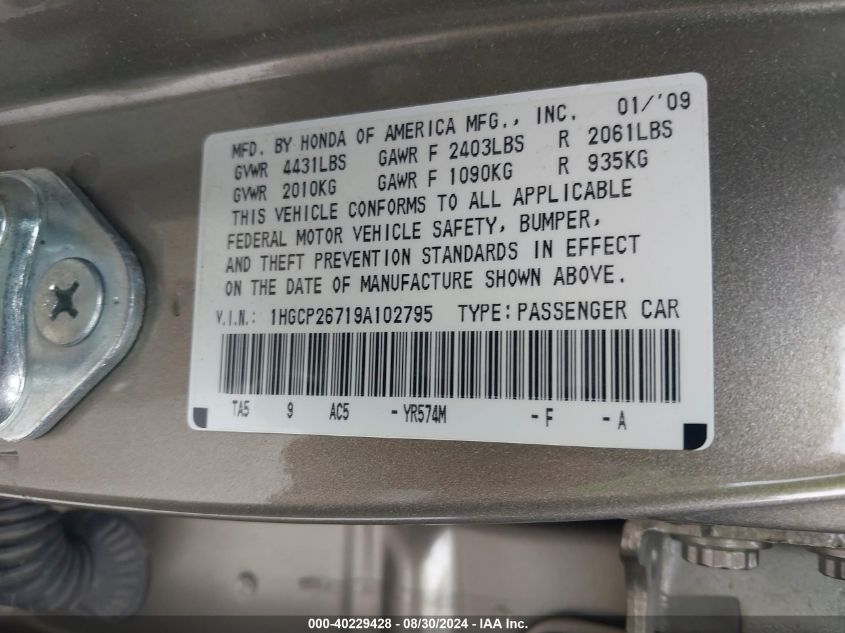 MFD. BY HONDA OF AMERICA MFG., INC. 01/'09
GVWR 4431LBS GAWR F 2403LBS R 2061LBS
GVWR 2010KG GAWR F 1090KG R 935KG
THIS VEHICLE CONFORMS TO ALL APPLICABLE
FEDERAL MOTOR VEHICLE SAFETY, BUMPER,
AND THEFT PREVENTION STANDARDS IN EFFECT
ON THE DATE OF MANUFACTURE SHOWN ABOVE.
V.I.N.: 1HGCP26719A102795 TYPE: PASSENGER CAR
TA5 9 AC5 -YR574M -F -A
000-40229428 - 08/30/2024 - IAA Inc.